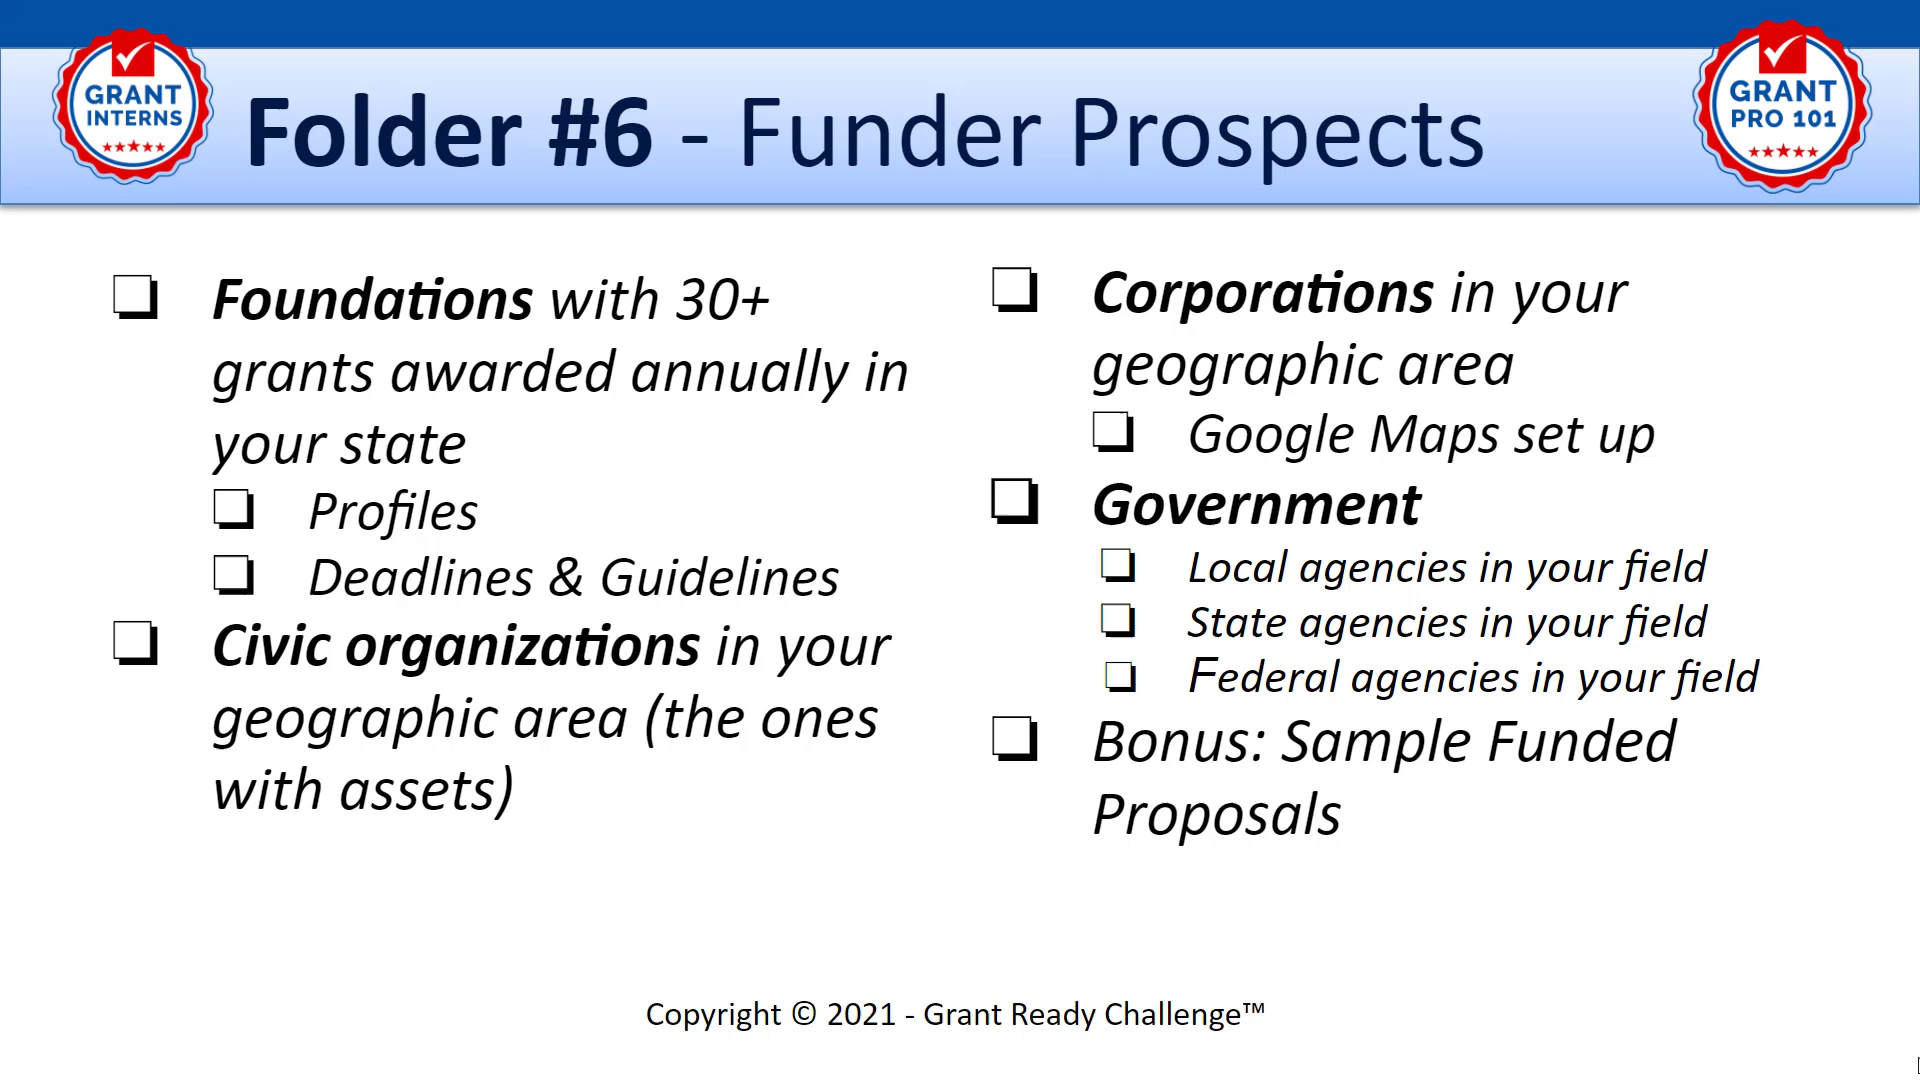 GRANT
INTERNS
Folder #6 - Funder Prospects
GRANT
PRO 101
❏ Foundations with 30+
grants awarded annually in
your state
❏ Profiles
❏ Deadlines & Guidelines
❏ Civic organizations in your
geographic area (the ones
with assets)
❏ Corporations in your
geographic area
❏ Google Maps set up
❏ Government
❏ Local agencies in your field
❏ State agencies in your field
❏ Federal agencies in your field
❏ Bonus: Sample Funded
Proposals
Copyright © 2021 - Grant Ready Challenge™